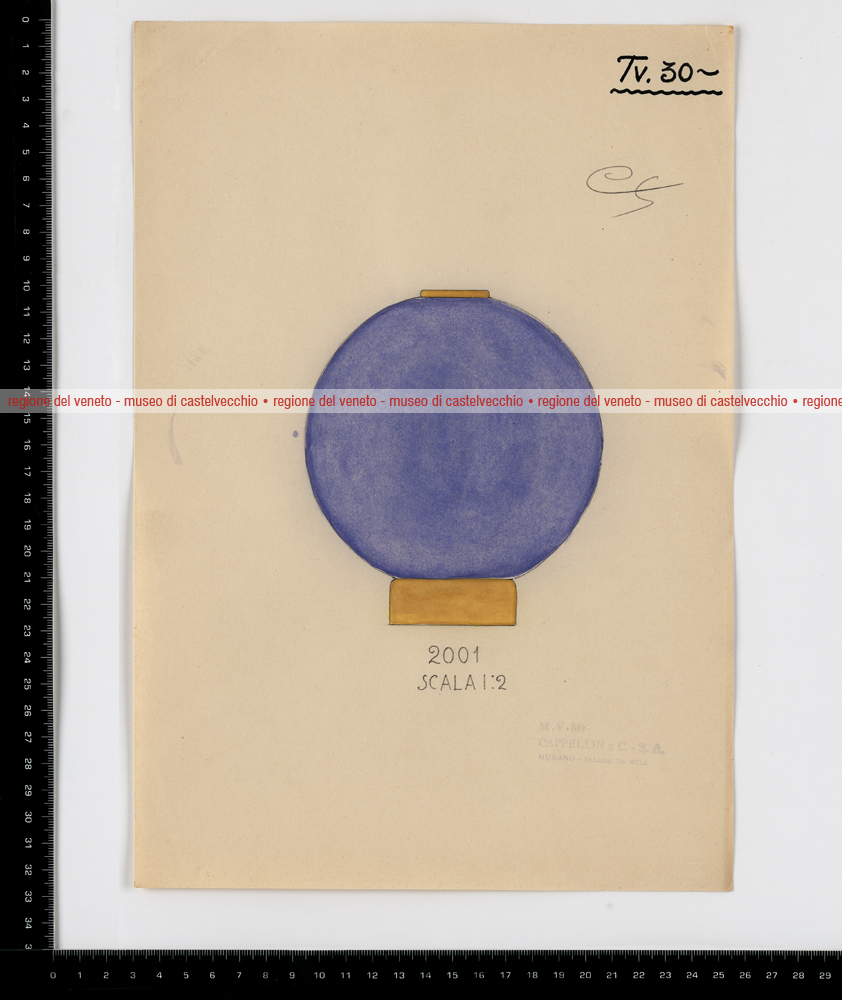 Tv. 30~
regione del veneto - museo di castelvecchio • regione del veneto - museo di castelvecchio • regione del veneto - museo di castelvecchio • regione
2001
SCALA 1:2
M.V.M.
CAPPELLIN & C. - S. A.
MURANO
0 1 2 3 4 5 6 7 8 9 10 11 12 13 14 15 16 17 18 19 20 21 22 23 24 25 26 27 28 29 30 31 32 33 34 3
0 1 2 3 4 5 6 7 8 9 10 11 12 13 14 15 16 17 18 19 20 21 22 23 24 25 26 27 28 29